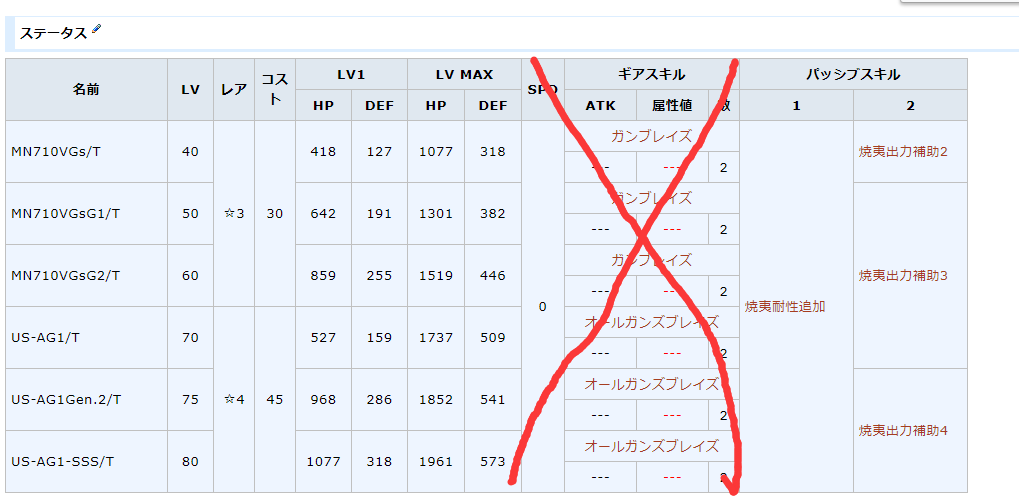 ステータス
名前 LV レア コスト LV1 LV MAX SPD ギアスキル パッシブスキル
HP DEF HP DEF ATK 属性値 数 1 2
MN710VGs/T 40 ☆3 30 418 127 1077 318 0 ガンブレイズ 焼夷耐性追加 焼夷出力補助2
--- --- 2
MN710VGsG1/T 50 642 191 1301 382 ガンブレイズ 焼夷出力補助3
--- --- 2
MN710VGsG2/T 60 859 255 1519 446 ガンブレイズ
--- --- 2
US-AG1/T 70 ☆4 45 527 159 1737 509 オールガンズブレイズ
--- --- 2
US-AG1Gen.2/T 75 968 286 1852 541 オールガンズブレイズ 焼夷出力補助4
--- --- 2
US-AG1-SSS/T 80 1077 318 1961 573 オールガンズブレイズ
--- --- 2